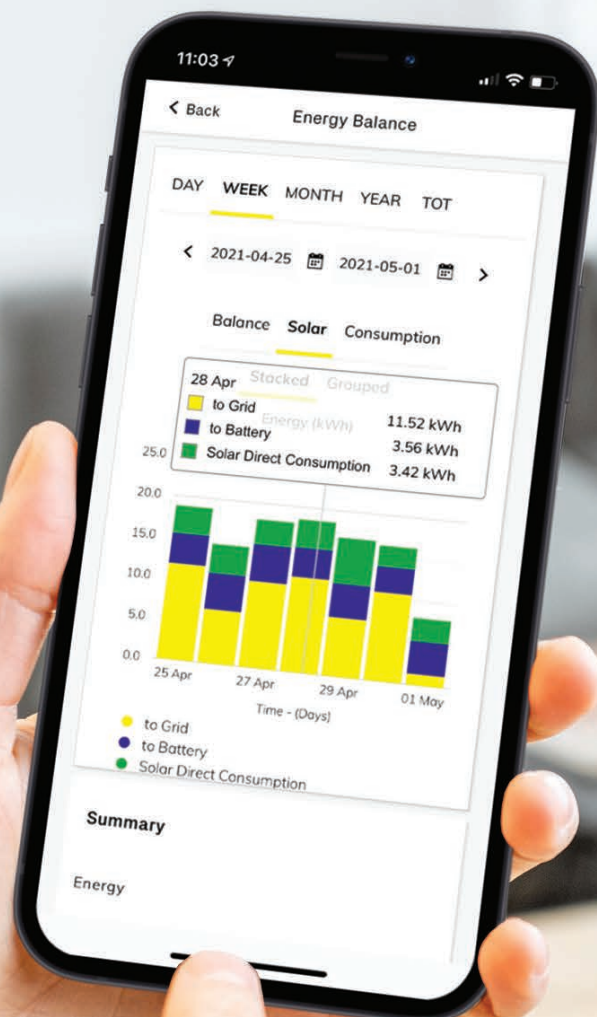 11:03
Back Energy Balance
DAY WEEK MONTH YEAR TOT
2021-04-25 2021-05-01
Balance Solar Consumption
Stacked Grouped
28 Apr
Energy (kWh)
to Grid 11.52 kWh
to Battery 3.56 kWh
Solar Direct Consumption 3.42 kWh
25.0
20.0
15.0
10.0
5.0
0.0
25 Apr 27 Apr 29 Apr 01 May
Time - (Days)
to Grid
to Battery
Solar Direct Consumption
Summary
Energy